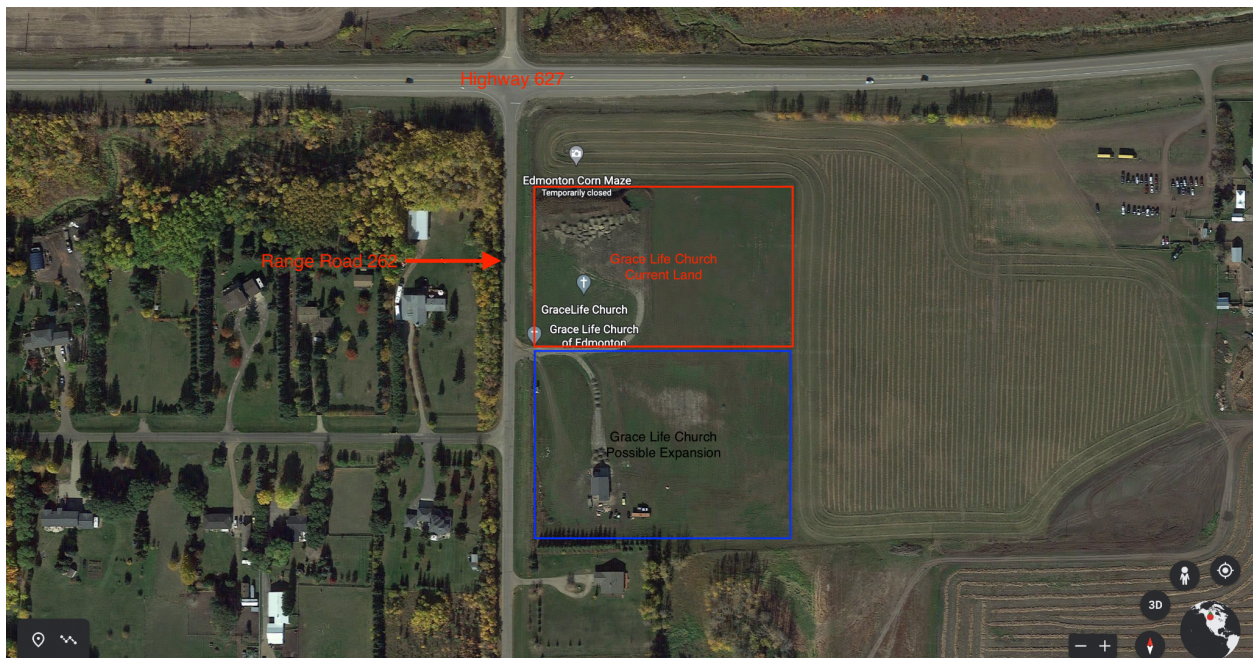 Highway 627
Edmonton Corn Maze
Temporarily closed
Range Road 262
Grace Life Church
Current Land
GraceLife Church
Grace Life Church
of Edmonton
Grace Life Church
Possible Expansion
3D